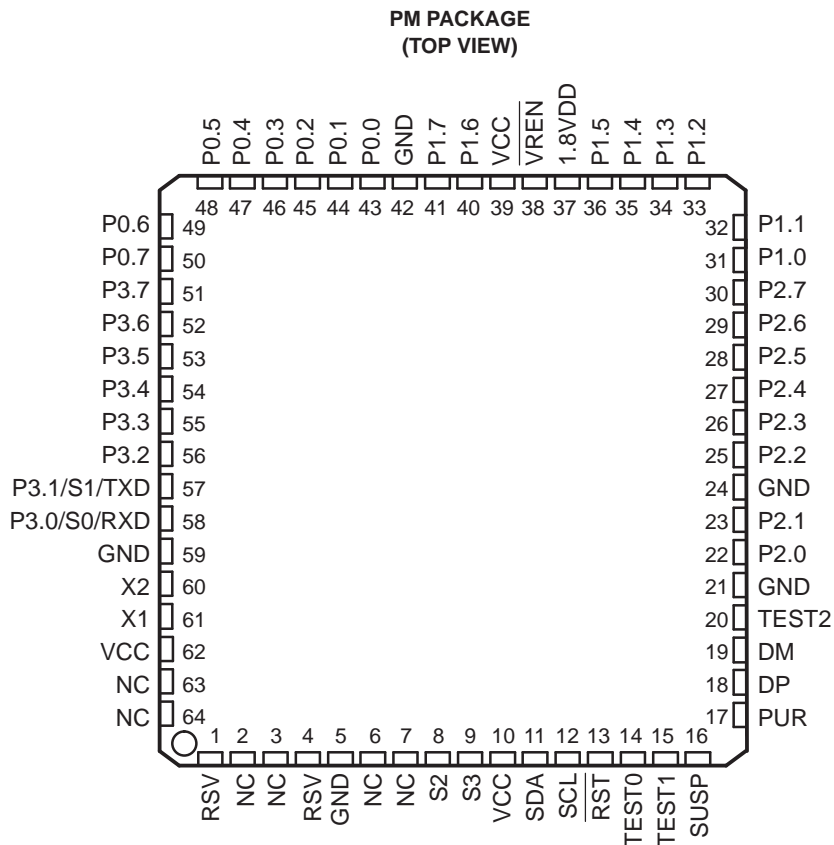 PM PACKAGE
(TOP VIEW)
P0.5 P0.4 P0.3 P0.2 P0.1 P0.0 GND P1.7 P1.6 VCC VREN 1.8VDD P1.5 P1.4 P1.3 P1.2
48 47 46 45 44 43 42 41 40 39 38 37 36 35 34 33
P0.6 49 32 P1.1
P0.7 50 31 P1.0
P3.7 51 30 P2.7
P3.6 52 29 P2.6
P3.5 53 28 P2.5
P3.4 54 27 P2.4
P3.3 55 26 P2.3
P3.2 56 25 P2.2
P3.1/S1/TXD 57 24 GND
P3.0/S0/RXD 58 23 P2.1
GND 59 22 P2.0
X2 60 21 GND
X1 61 20 TEST2
VCC 62 19 DM
NC 63 18 DP
NC 64 17 PUR
1 2 3 4 5 6 7 8 9 10 11 12 13 14 15 16
RSV NC NC RSV GND NC NC S2 S3 VCC SDA SCL RST TEST0 TEST1 SUSP